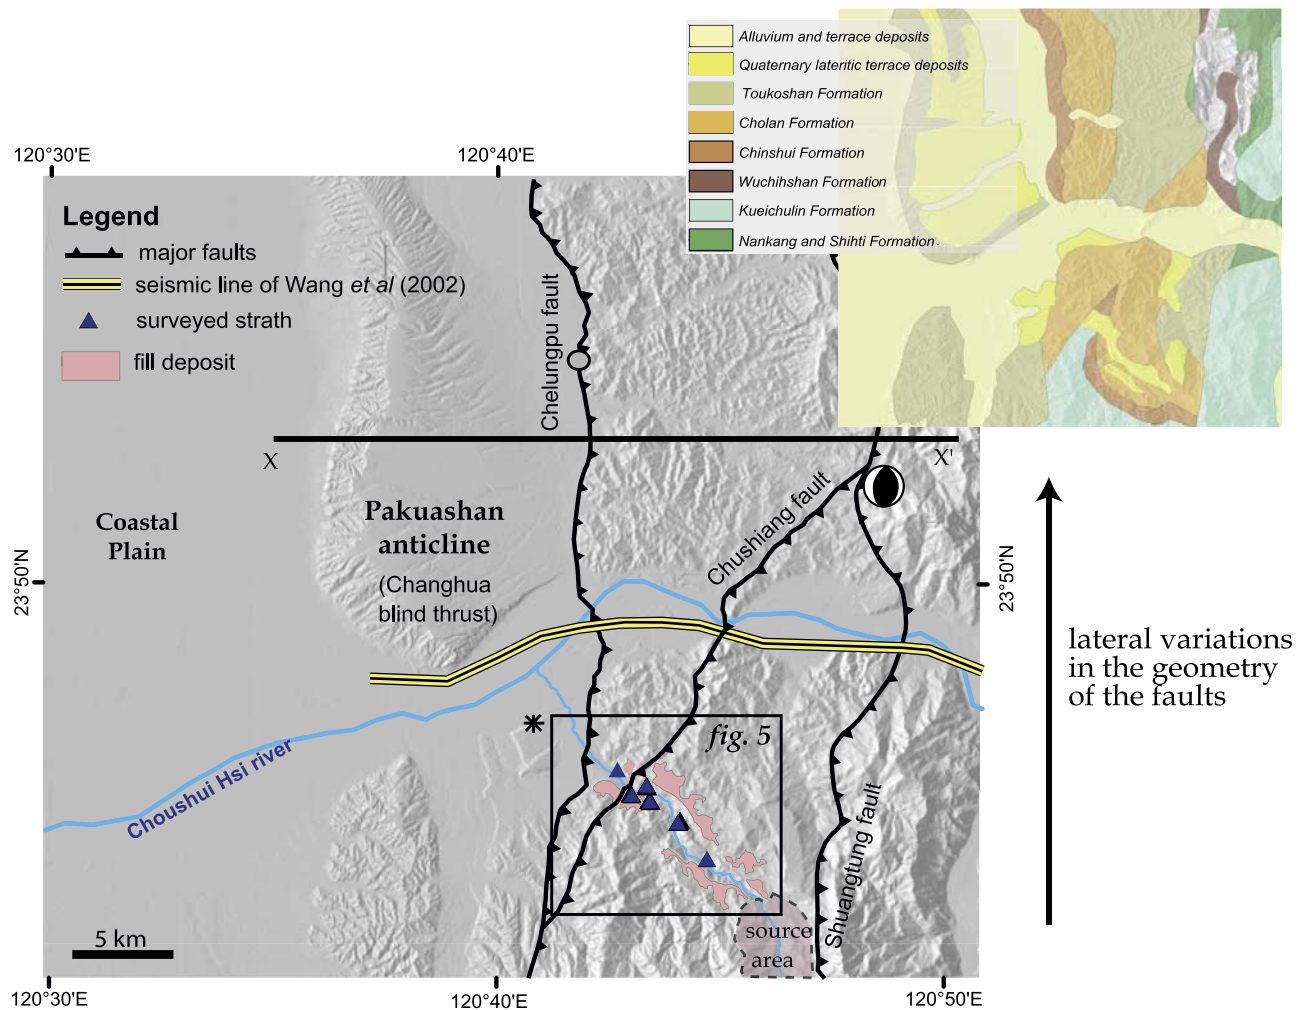 Alluvium and terrace deposits
Quaternary lateritic terrace deposits
Toukoshan Formation
Cholan Formation
Chinshui Formation
Wuchihshan Formation
Kueichulin Formation
Nankang and Shihti Formation.
120°30'E
120°40'E
Legend
major faults
seismic line of Wang et al (2002)
surveyed strath
fill deposit
Chelungpu fault
X
X'
Coastal
Plain
Pakuashan
anticline
(Changhua
blind thrust)
Chushiang fault
23°50'N
23°50'N
lateral variations
in the geometry
of the faults
*
fig. 5
Choushui Hsi river
Shuangtung fault
source
area
5 km
120°30'E
120°40'E
120°50'E